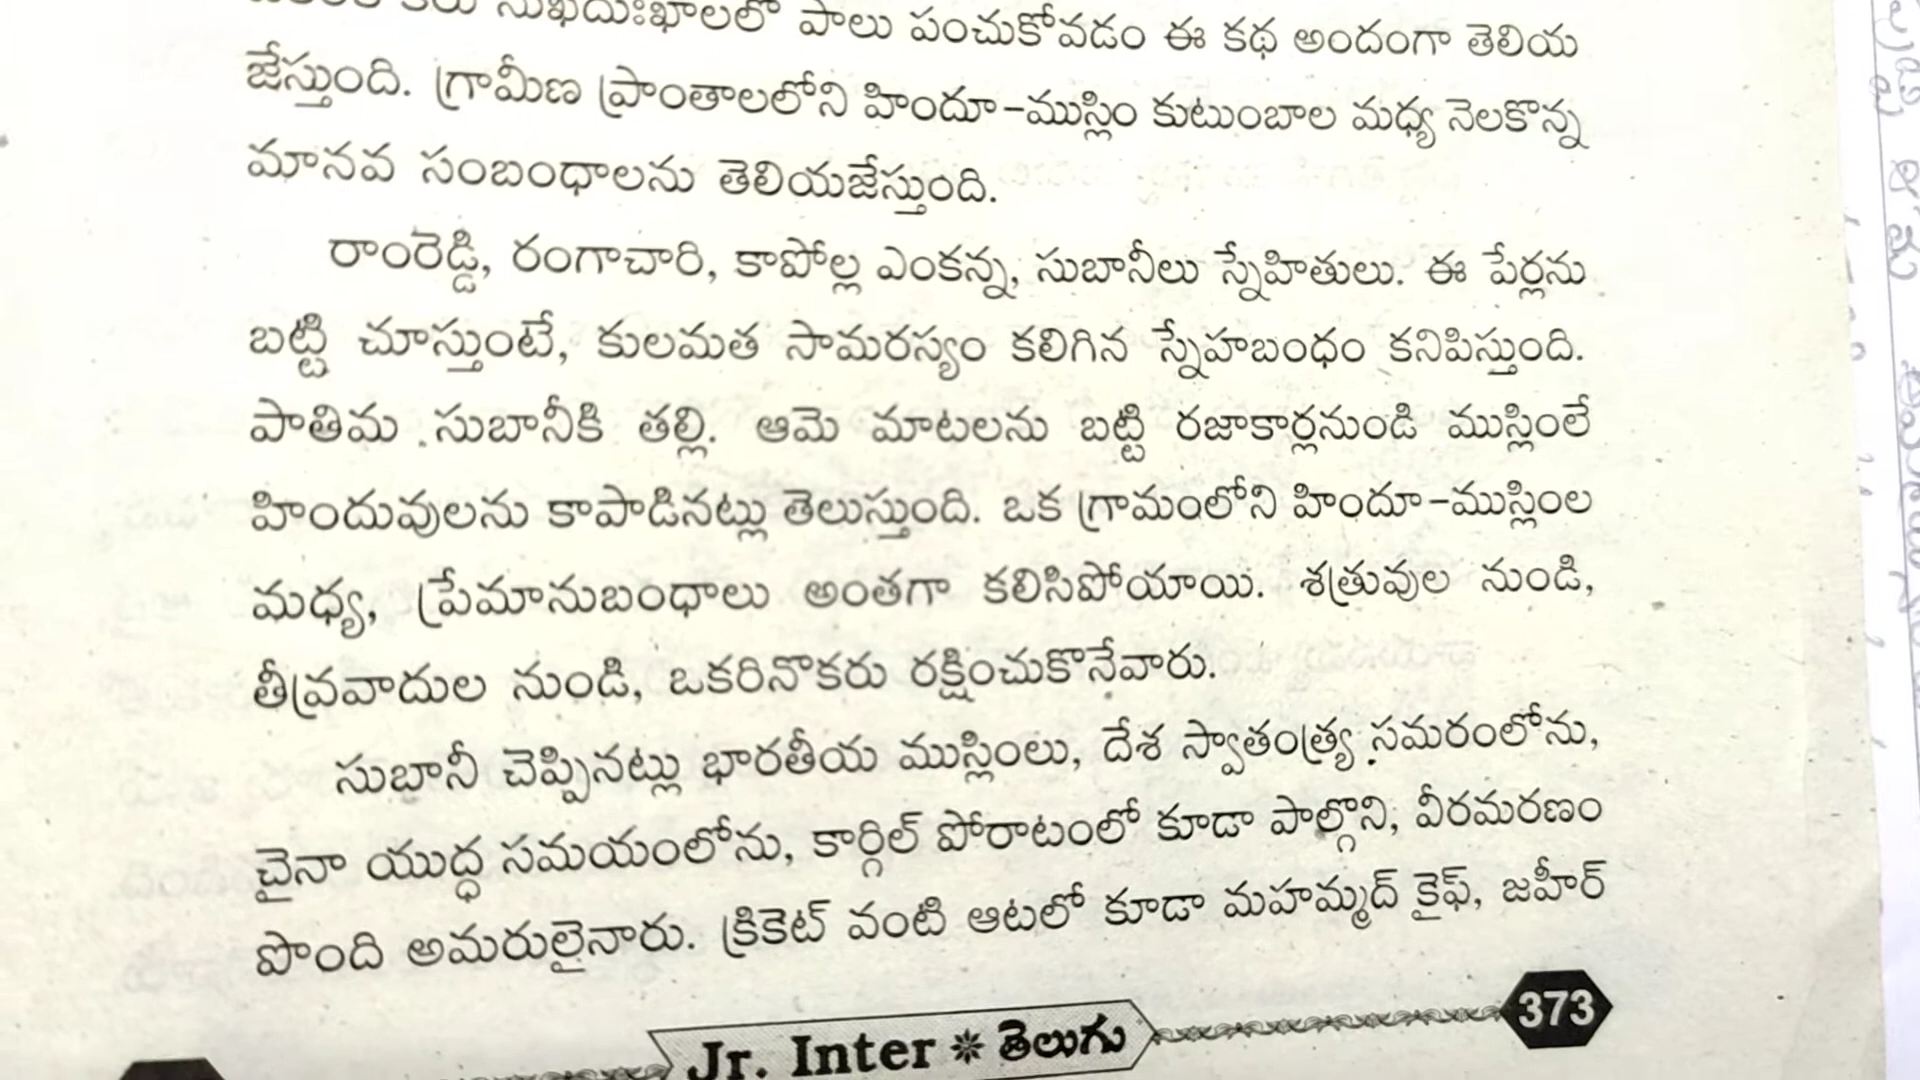 సుఖదుఃఖాలలో పాలు పంచుకోవడం ఈ కథ అందంగా తెలియ
జేస్తుంది. గ్రామీణ ప్రాంతాలలోని హిందూ-ముస్లిం కుటుంబాల మధ్య నెలకొన్న
మానవ సంబంధాలను తెలియజేస్తుంది.
రాంరెడ్డి, రంగాచారి, కాపోల్ల ఎంకన్న, సుబానీలు స్నేహితులు. ఈ పేర్లను
బట్టి చూస్తుంటే, కులమత సామరస్యం కలిగిన స్నేహబంధం కనిపిస్తుంది.
పాతిమ సుబానీకి తల్లి. ఆమె మాటలను బట్టి రజాకార్లనుండి ముస్లింలే
హిందువులను కాపాడినట్లు తెలుస్తుంది. ఒక గ్రామంలోని హిందూ-ముస్లింల
మధ్య, ప్రేమానుబంధాలు అంతగా కలిసిపోయాయి. శత్రువుల నుండి,
తీవ్రవాదుల నుండి, ఒకరినొకరు రక్షించుకొనేవారు.
సుబానీ చెప్పినట్లు భారతీయ ముస్లింలు, దేశ స్వాతంత్ర్య సమరంలోను,
చైనా యుద్ధ సమయంలోను, కార్గిల్ పోరాటంలో కూడా పాల్గొని, వీరమరణం
పొంది అమరులైనారు. క్రికెట్ వంటి ఆటలో కూడా మహమ్మద్ కైఫ్, జహీర్
Jr. Inter ✵ తెలుగు
373